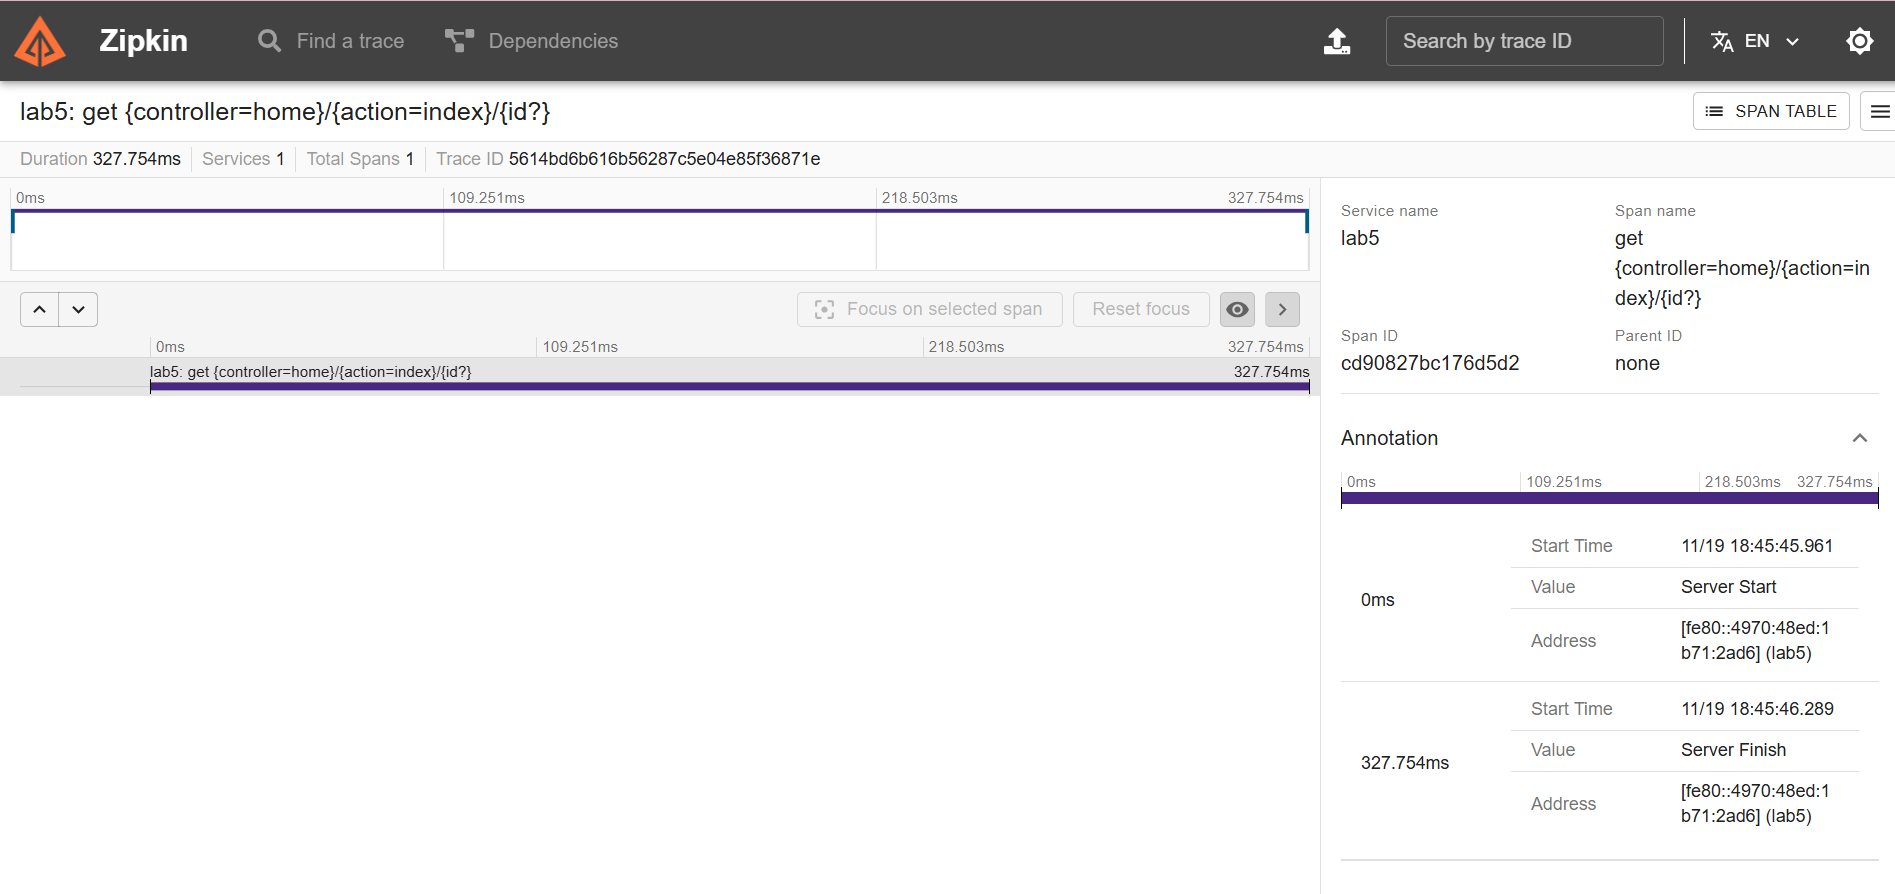 Zipkin
Find a trace
Dependencies
Search by trace ID
EN
lab5: get {controller=home}/{action=index}/{id?}
SPAN TABLE
Duration 327.754ms
Services 1
Total Spans 1
Trace ID 5614bd6b616b56287c5e04e85f36871e
0ms
109.251ms
218.503ms
327.754ms
Focus on selected span
Reset focus
0ms
109.251ms
218.503ms
327.754ms
lab5: get {controller=home}/{action=index}/{id?}
327.754ms
Service name
lab5
Span name
get
{controller=home}/{action=in
dex}/{id?}
Span ID
cd90827bc176d5d2
Parent ID
none
Annotation
0ms
109.251ms
218.503ms
327.754ms
0ms
Start Time
11/19 18:45:45.961
Value
Server Start
Address
[fe80::4970:48ed:1
b71:2ad6] (lab5)
327.754ms
Start Time
11/19 18:45:46.289
Value
Server Finish
Address
[fe80::4970:48ed:1
b71:2ad6] (lab5)